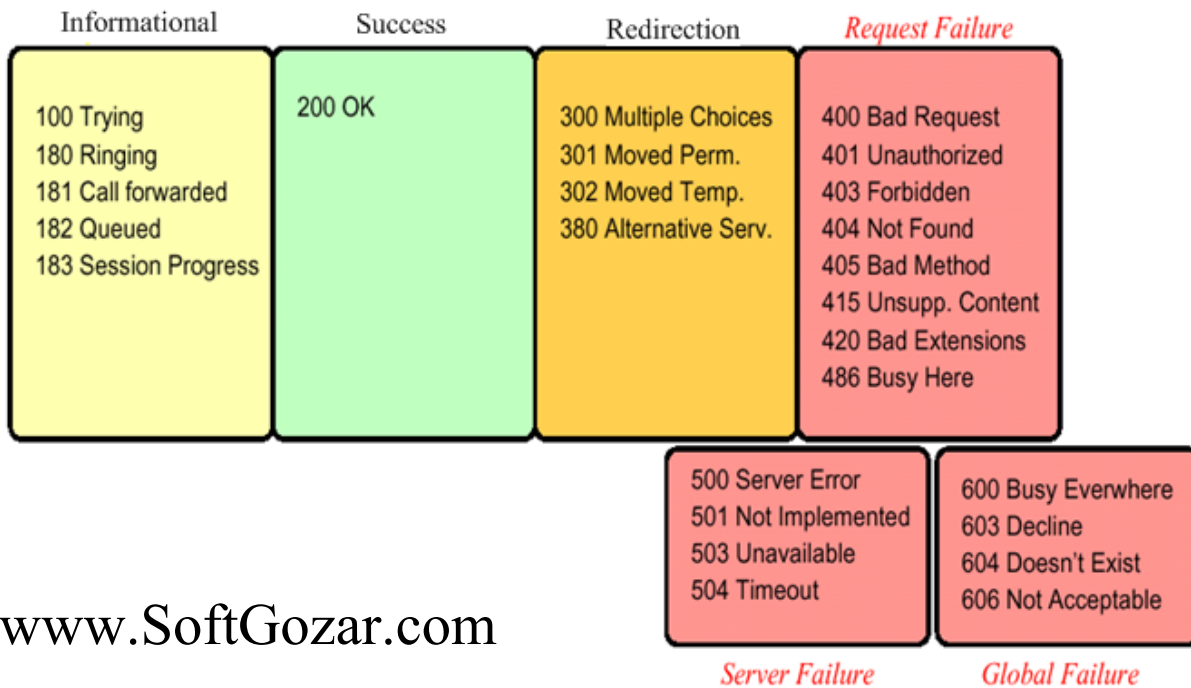 Informational
100 Trying
180 Ringing
181 Call forwarded
182 Queued
183 Session Progress
Success
200 OK
Redirection
300 Multiple Choices
301 Moved Perm.
302 Moved Temp.
380 Alternative Serv.
Request Failure
400 Bad Request
401 Unauthorized
403 Forbidden
404 Not Found
405 Bad Method
415 Unsupp. Content
420 Bad Extensions
486 Busy Here
500 Server Error
501 Not Implemented
503 Unavailable
504 Timeout
Server Failure
600 Busy Everwhere
603 Decline
604 Doesn't Exist
606 Not Acceptable
Global Failure
www.SoftGozar.com